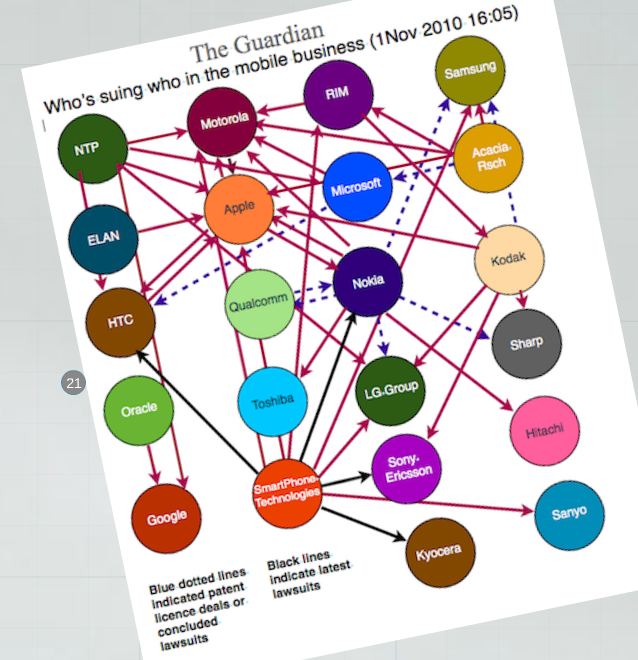 The Guardian
Who's suing who in the mobile business (1Nov 2010 16:05)
Samsung
RIM
Motorola
NTP
Acacia-
Rsch
Microsoft
Apple
ELAN
Kodak
Nokia
Qualcomm
HTC
Sharp
21
LG-Group
Toshiba
Oracle
Hitachi
Sony-
Ericsson
SmartPhone-
Technologies
Google
Sanyo
Kyocera
Blue dotted lines
indicated patent
licence deals or
concluded
lawsuits
Black lines
indicate latest
lawsuits